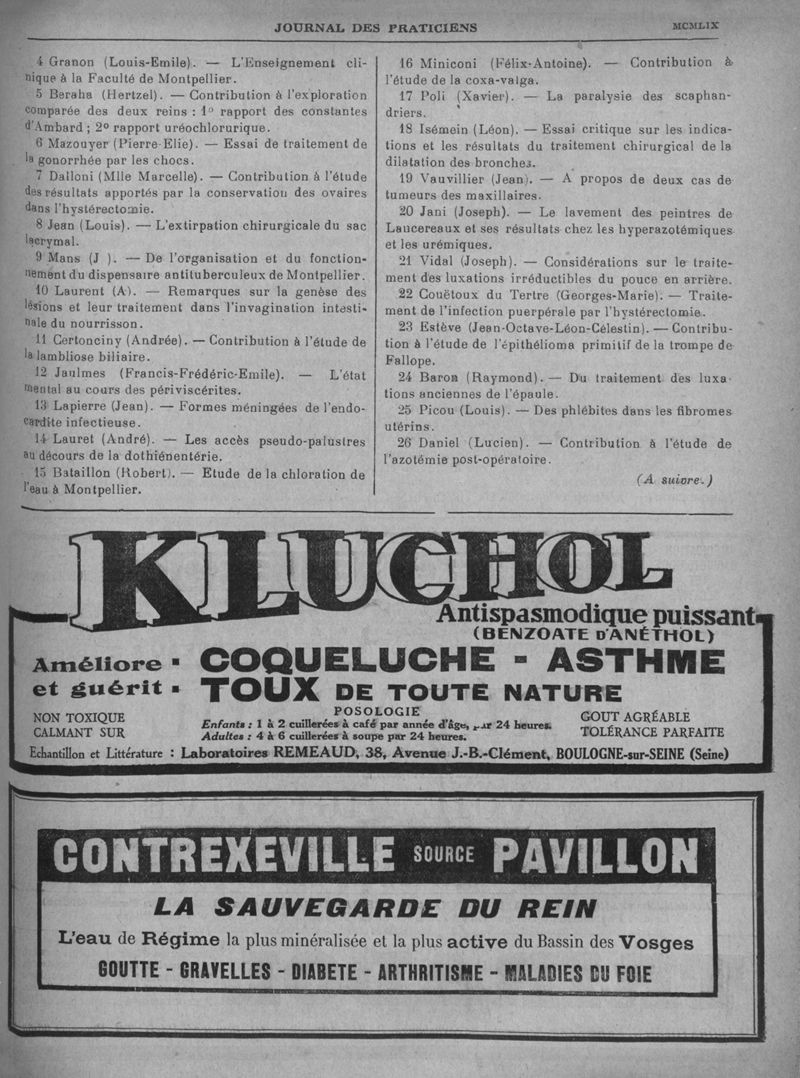 JOURNAL DES PRATICIENS
MCMLIX
4 Granon (Louis-Emile). — L'Enseignement cli-
nique à la Faculté de Montpellier.
5 Beraha (Hertzel). — Contribution à l'exploration
comparée des deux reins : 1º rapport des constantes
d'Ambard ; 2º rapport uréochlorurique.
6 Mazouyer (Pierre-Elie). — Essai de traitement de
la gonorrhée par les chocs.
7 Dalloni (Mlle Marcelle). — Contribution à l'étude
des résultats apportés par la conservation des ovaires
dans l'hystérectomie.
8 Jean (Louis). — L'extirpation chirurgicale du sac
lacrymal.
9 Mans (J ). — De l'organisation et du fonction-
nement du dispensaire antituberculeux de Montpellier.
10 Laurent (A). — Remarques sur la genèse des
lésions et leur traitement dans l'invagination intesti-
nale du nourrisson.
11 Certonciny (Andrée). — Contribution à l'étude de
la lambliose biliaire.
12 Jaulmes (Francis-Frédéric-Emile). — L'état
mental au cours des périviscérites.
13 Lapierre (Jean). — Formes méningées de l'endo-
cardite infectieuse.
14 Lauret (André). — Les accès pseudo-palustres
au décours de la dothiénentérie.
15 Bataillon (Robert). — Etude de la chloration de
l'eau à Montpellier.
16 Miniconi (Félix-Antoine). — Contribution à
l'étude de la coxa-valga.
17 Poli (Xavier). — La paralysie des scaphan-
driers.
18 Isémein (Léon). — Essai critique sur les indica-
tions et les résultats du traitement chirurgical de la
dilatation des bronches.
19 Vauvillier (Jean). — A propos de deux cas de
tumeurs des maxillaires.
20 Jani (Joseph). — Le lavement des peintres de
Laucereaux et ses résultats chez les hyperazotémiques
et les urémiques.
21 Vidal (Joseph). — Considérations sur le traite-
ment des luxations irréductibles du pouce en arrière.
22 Couëtoux du Tertre (Georges-Marie). — Traite-
ment de l'infection puerpérale par l'hystérectomie.
23 Estève (Jean-Octave-Léon-Célestin). — Contribu-
tion à l'étude de l'épithélioma primitif de la trompe de
Fallope.
24 Baron (Raymond). — Du traitement des luxa-
tions anciennes de l'épaule.
25 Picou (Louis). — Des phlébites dans les fibromes
utérins.
26 Daniel (Lucien). — Contribution à l'étude de
l'azotémie post-opératoire.
(A suivre.)
KLUCHOL
Antispasmodique puissant
(BENZOATE D'ANÉTHOL)
Améliore
et guérit
COQUELUCHE - ASTHME
TOUX DE TOUTE NATURE
NON TOXIQUE
CALMANT SUR
POSOLOGIE
Enfants : 1 à 2 cuillerées à café par année d'âge, par 24 heures.
Adultes : 4 à 6 cuillerées à soupe par 24 heures.
GOUT AGRÉABLE
TOLÉRANCE PARFAITE
Echantillon et Littérature : Laboratoires REMEAUD, 38, Avenue J.-B.-Clément, BOULOGNE-sur-SEINE (Seine)
CONTREXEVILLE SOURCE PAVILLON
LA SAUVEGARDE DU REIN
L'eau de Régime la plus minéralisée et la plus active du Bassin des Vosges
GOUTTE - GRAVELLES - DIABETE - ARTHRITISME - MALADIES DU FOIE